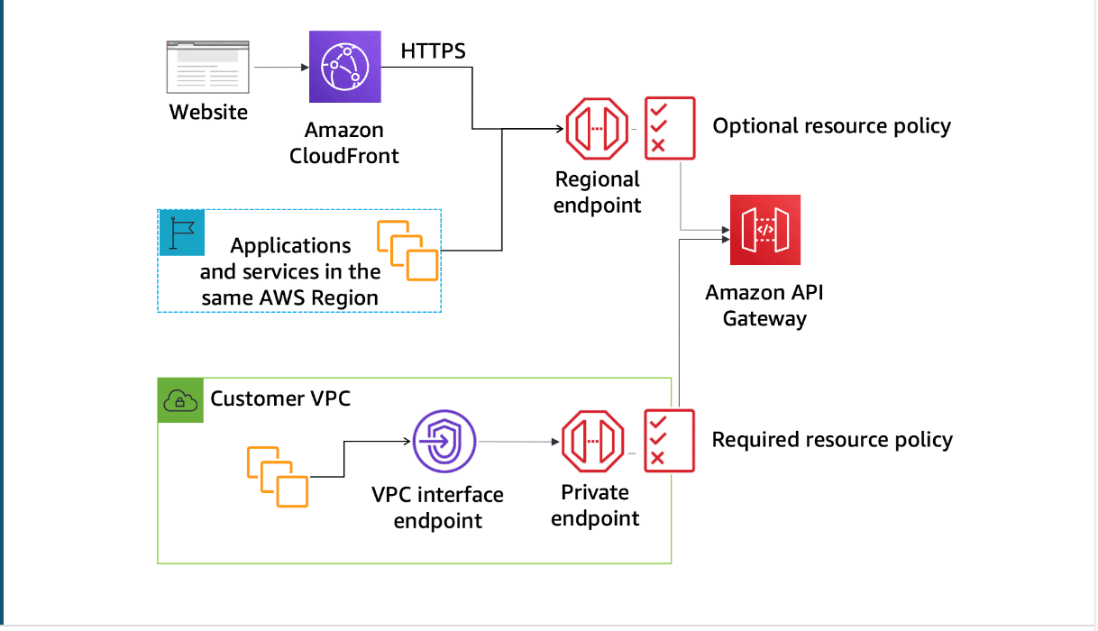 HTTPS
Website
Amazon
CloudFront
Optional resource policy
Regional
endpoint
Applications
and services in the
same AWS Region
Amazon API
Gateway
Customer VPC
Required resource policy
VPC interface
endpoint
Private
endpoint